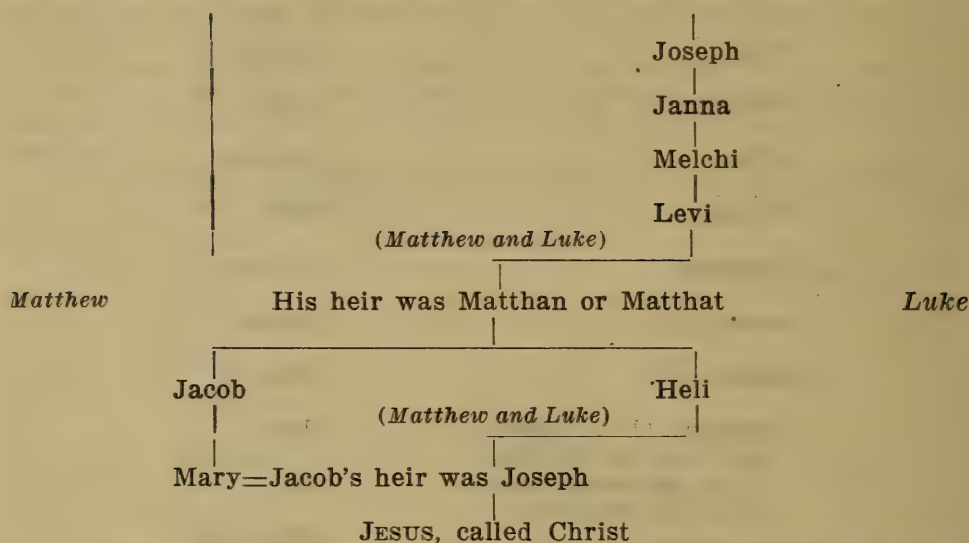 Joseph
Janna
Melchi
Levi
(Matthew and Luke)
Matthew His heir was Matthan or Matthat Luke
Jacob Heli
(Matthew and Luke)
Mary=Jacob's heir was Joseph
JESUS, called Christ